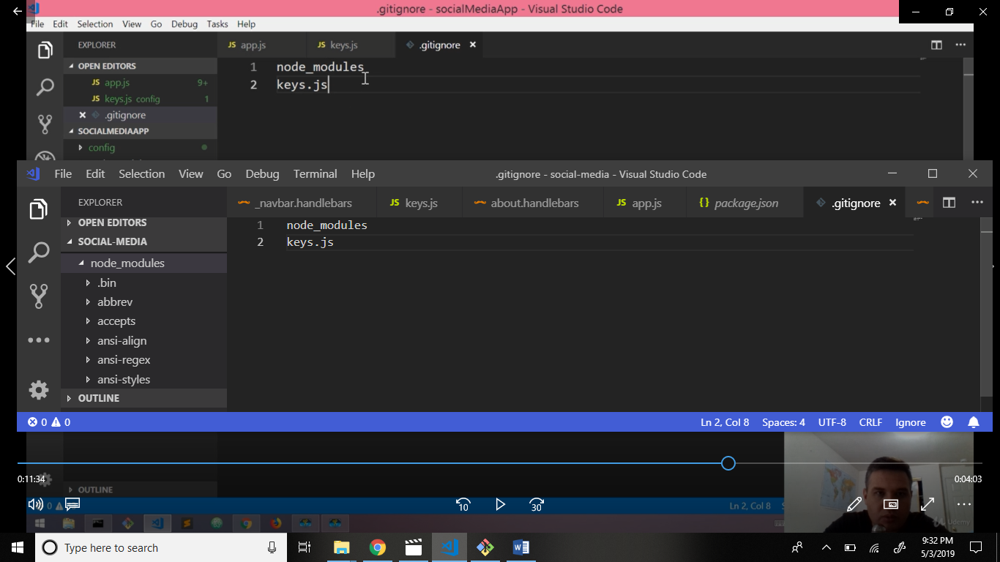 .gitignore - socialMediaApp - Visual Studio Code
File Edit Selection View Go Debug Tasks Help
EXPLORER
JS app.js JS keys.js .gitignore
OPEN EDITORS
JS app.js 9+
JS keys.js config 1
.gitignore
SOCIALMEDIAAPP
config
1 node_modules
2 keys.js
File Edit Selection View Go Debug Terminal Help
.gitignore - social-media - Visual Studio Code
EXPLORER
_navbar.handlebars JS keys.js about.handlebars JS app.js {} package.json .gitignore
OPEN EDITORS
SOCIAL-MEDIA
node_modules
.bin
abbrev
accepts
ansi-align
ansi-regex
ansi-styles
OUTLINE
1 node_modules
2 keys.js
0 0
Ln 2, Col 8 Spaces: 4 UTF-8 CRLF Ignore
0:11:34
0:04:03
OUTLINE
10
30
0
Ln 2, Col 8
Udemy
Type here to search
9:32 PM
5/3/2019